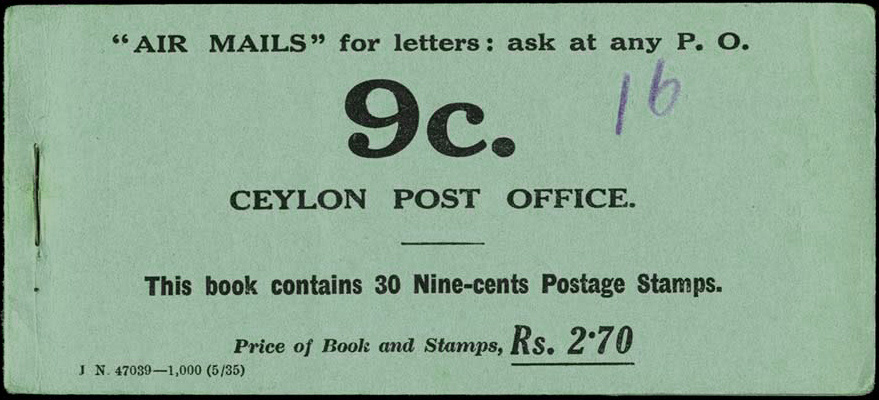 “AIR MAILS” for letters: ask at any P. O.
9c.
16
CEYLON POST OFFICE.
This book contains 30 Nine-cents Postage Stamps.
Price of Book and Stamps, Rs. 2·70
J N. 47039—1,000 (5/35)